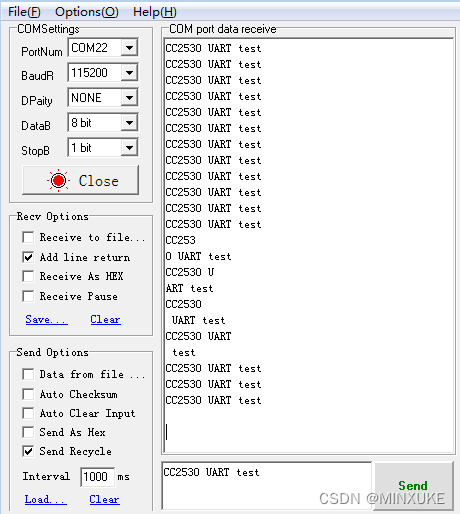 File(F) Options(O) Help(H)
COMSettings
PortNum COM22
BaudR 115200
DPaity NONE
DataB 8 bit
StopB 1 bit
Close
Recv Options
Receive to file...
Add line return
Receive As HEX
Receive Pause
Save... Clear
Send Options
Data from file ...
Auto Checksum
Auto Clear Input
Send As Hex
Send Recycle
Interval 1000 ms
Load... Clear
COM port data receive
CC2530 UART test
CC2530 UART test
CC2530 UART test
CC2530 UART test
CC2530 UART test
CC2530 UART test
CC2530 UART test
CC2530 UART test
CC2530 UART test
CC2530 UART test
CC2530 UART test
CC2530 UART test
CC253
0 UART test
CC2530 U
ART test
CC2530
UART test
CC2530 UART
test
CC2530 UART test
CC2530 UART test
CC2530 UART test
CC2530 UART test
Send
CSDN @MINXUKE